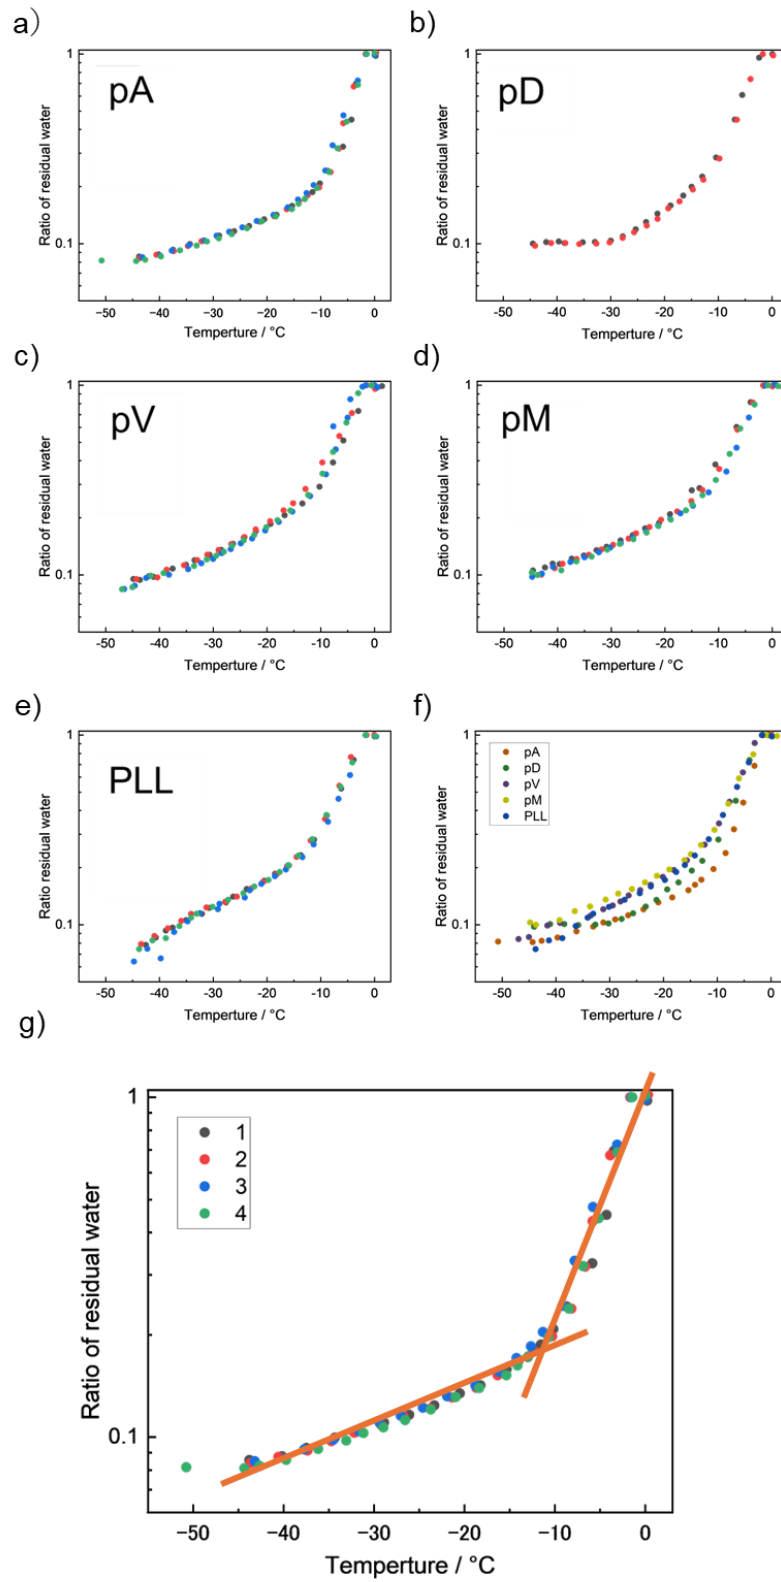 a)
b)
1
pA
Ratio of residual water
0.1
−50
−40
−30
−20
−10
0
Temperture / °C
1
pD
Ratio of residual water
0.1
-50
-40
-30
-20
-10
0
Temperture / °C
c)
d)
1
pV
Ratio of residual water
0.1
-50
-40
-30
-20
-10
0
Temperture / °C
1
pM
Ratio of residual water
0.1
-50
-40
-30
-20
-10
0
Temperture / °C
e)
f)
1
PLL
Ratio residual water
0.1
-50
-40
-30
-20
-10
0
Temperture / °C
1
pA
pD
pV
pM
PLL
Ratio of residual water
0.1
-50
-40
-30
-20
-10
0
Temperture / °C
g)
1
1
2
3
4
Ratio of residual water
0.1
−50
−40
−30
−20
−10
0
Temperture / °C